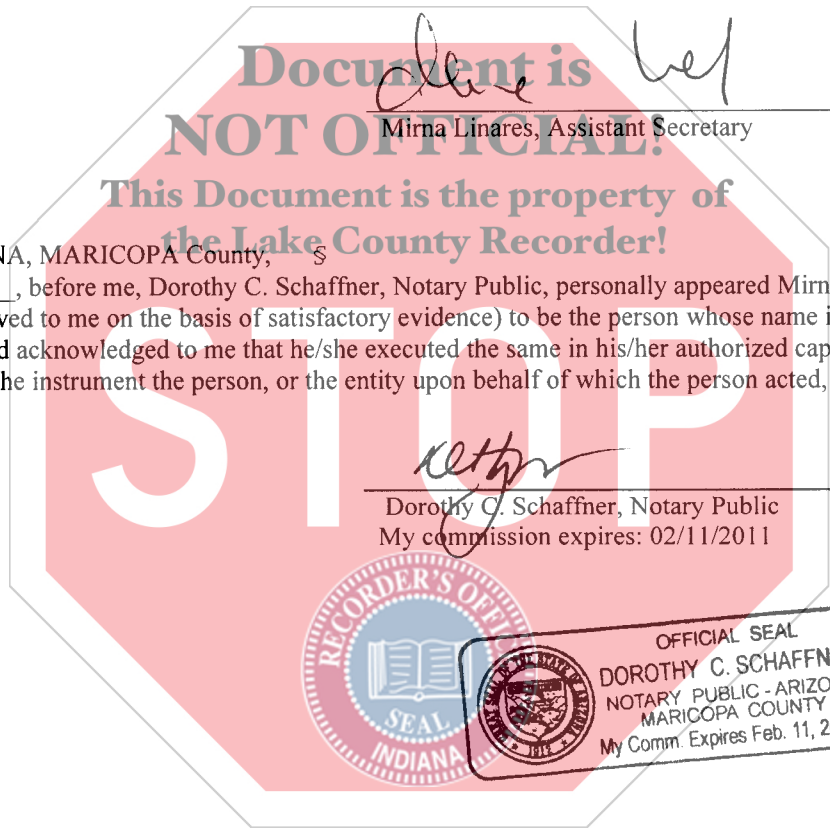 Document is
NOT OFFICIAL!
Mirna Linares, Assistant Secretary
This Document is the property of
the Lake County Recorder!
NA, MARICOPA County, §
, before me, Dorothy C. Schaffner, Notary Public, personally appeared Mirn
ved to me on the basis of satisfactory evidence) to be the person whose name i
d acknowledged to me that he/she executed the same in his/her authorized cap
he instrument the person, or the entity upon behalf of which the person acted,
STOP
Dorothy C. Schaffner, Notary Public
My commission expires: 02/11/2011
RECORDER'S OFFICE
SEAL
INDIANA
OFFICIAL SEAL
DOROTHY C. SCHAFFN
NOTARY PUBLIC - ARIZO
MARICOPA COUNTY
My Comm. Expires Feb. 11, 2
1912